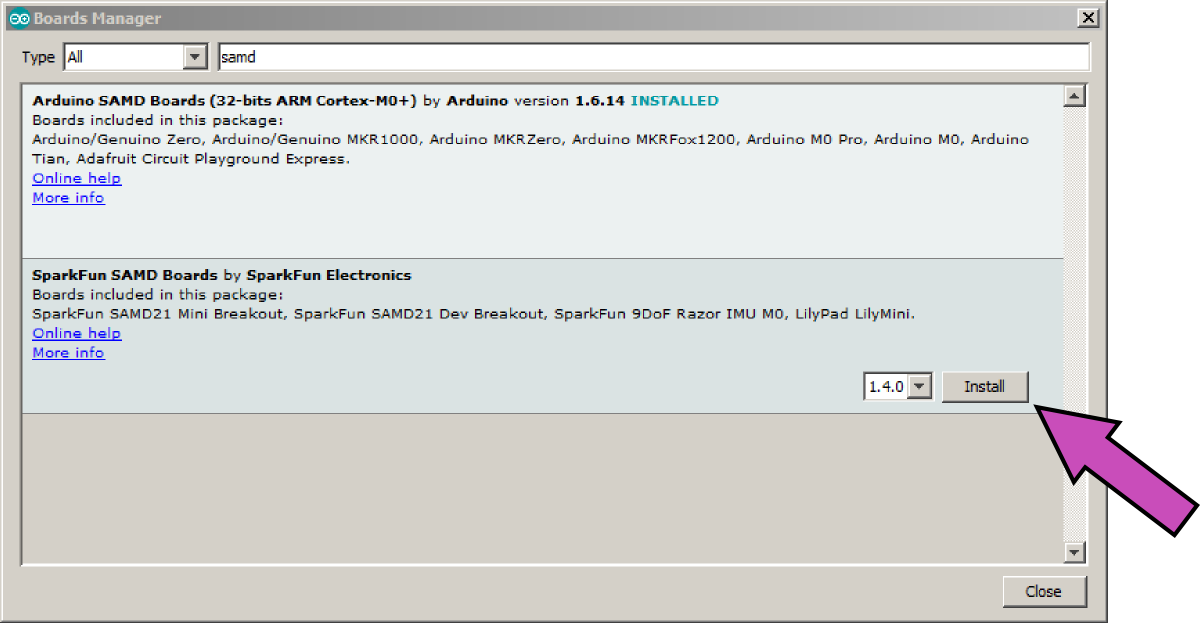 Boards Manager
Type All samd
Arduino SAMD Boards (32-bits ARM Cortex-M0+) by Arduino version 1.6.14 INSTALLED
Boards included in this package:
Arduino/Genuino Zero, Arduino/Genuino MKR1000, Arduino MKRZero, Arduino MKRFox1200, Arduino M0 Pro, Arduino M0, Arduino
Tian, Adafruit Circuit Playground Express.
Online help
More info
SparkFun SAMD Boards by SparkFun Electronics
Boards included in this package:
SparkFun SAMD21 Mini Breakout, SparkFun SAMD21 Dev Breakout, SparkFun 9DoF Razor IMU M0, LilyPad LilyMini.
Online help
More info
1.4.0 Install
Close